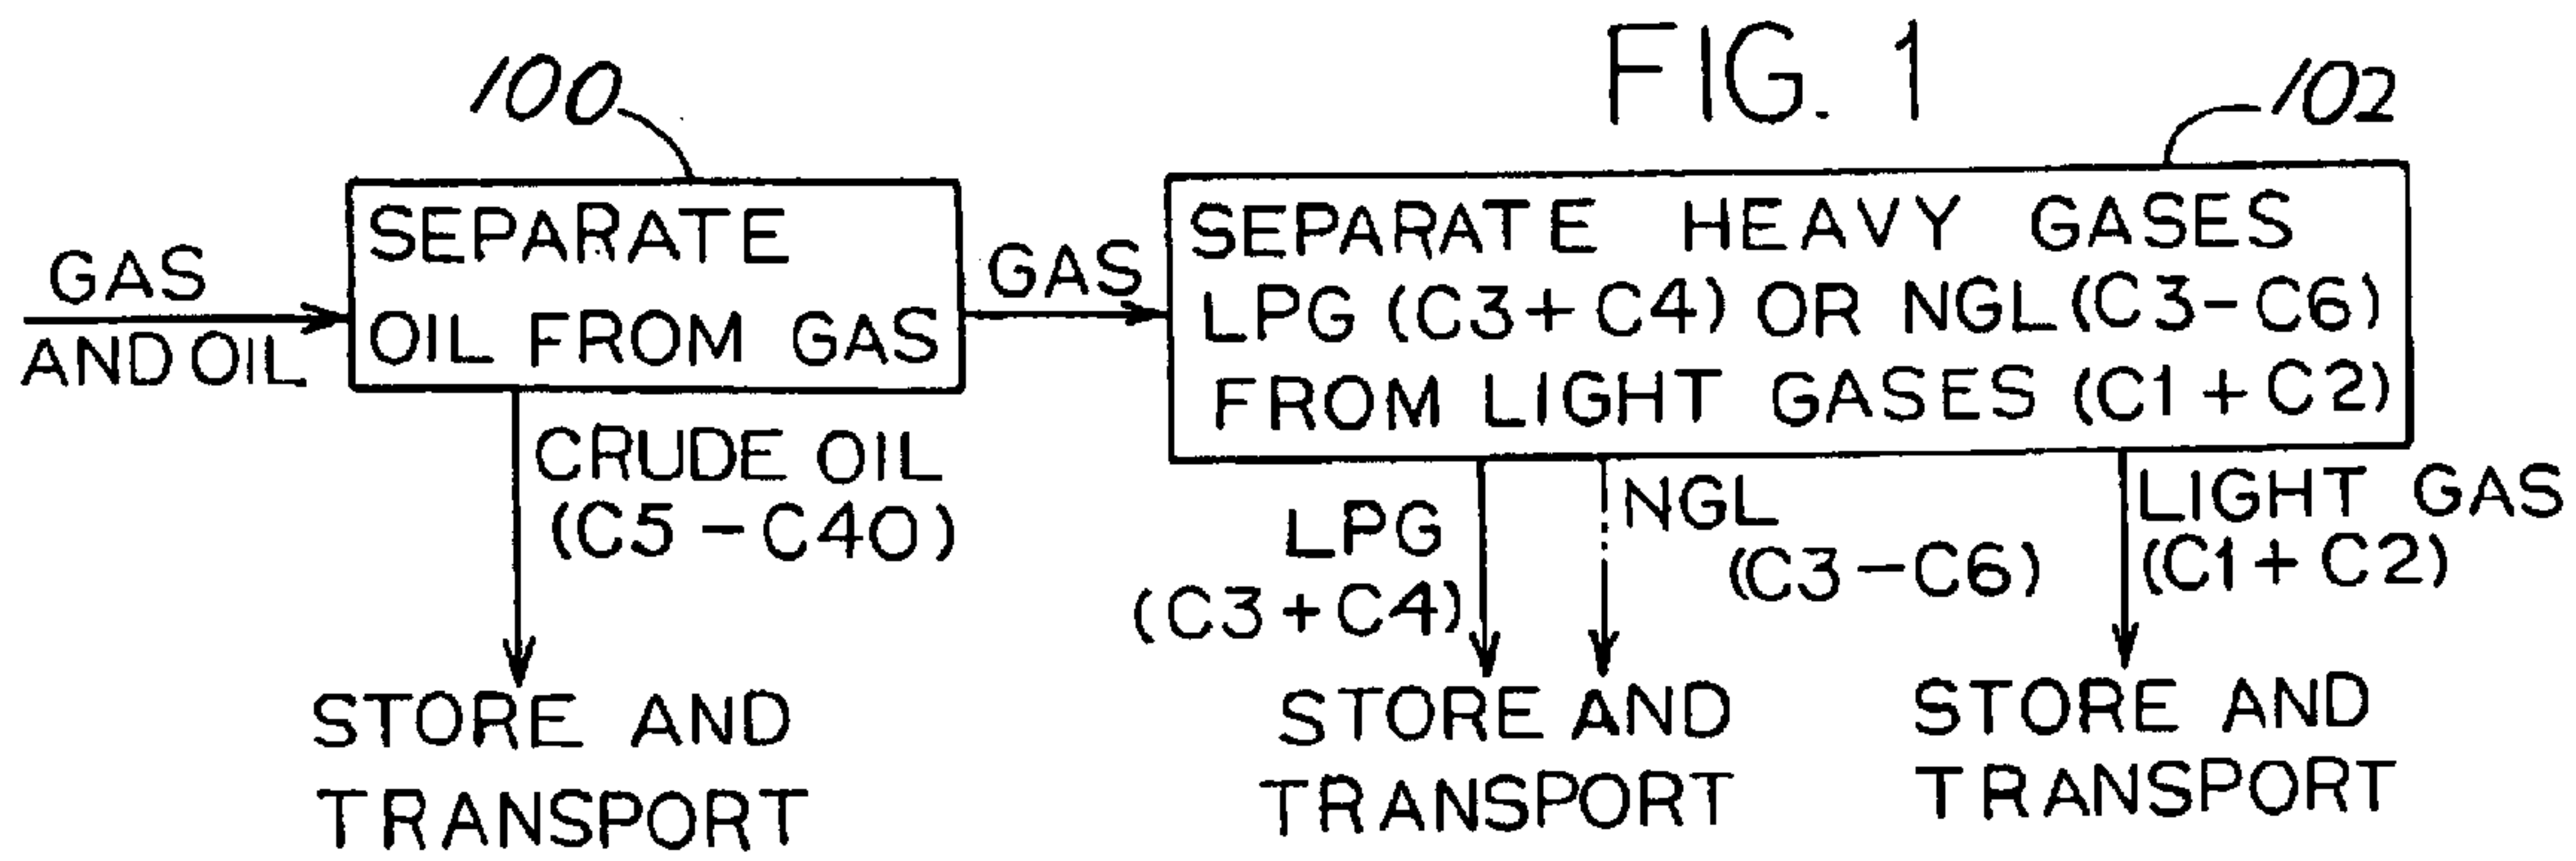 FIG. 1
100
102
GAS
AND OIL
SEPARATE
OIL FROM GAS
GAS
SEPARATE HEAVY GASES
LPG (C3+C4) OR NGL (C3-C6)
FROM LIGHT GASES (C1+C2)
CRUDE OIL
(C5-C40)
LPG
(C3+C4)
NGL
(C3-C6)
LIGHT GAS
(C1+C2)
STORE AND
TRANSPORT
STORE AND
TRANSPORT
STORE AND
TRANSPORT